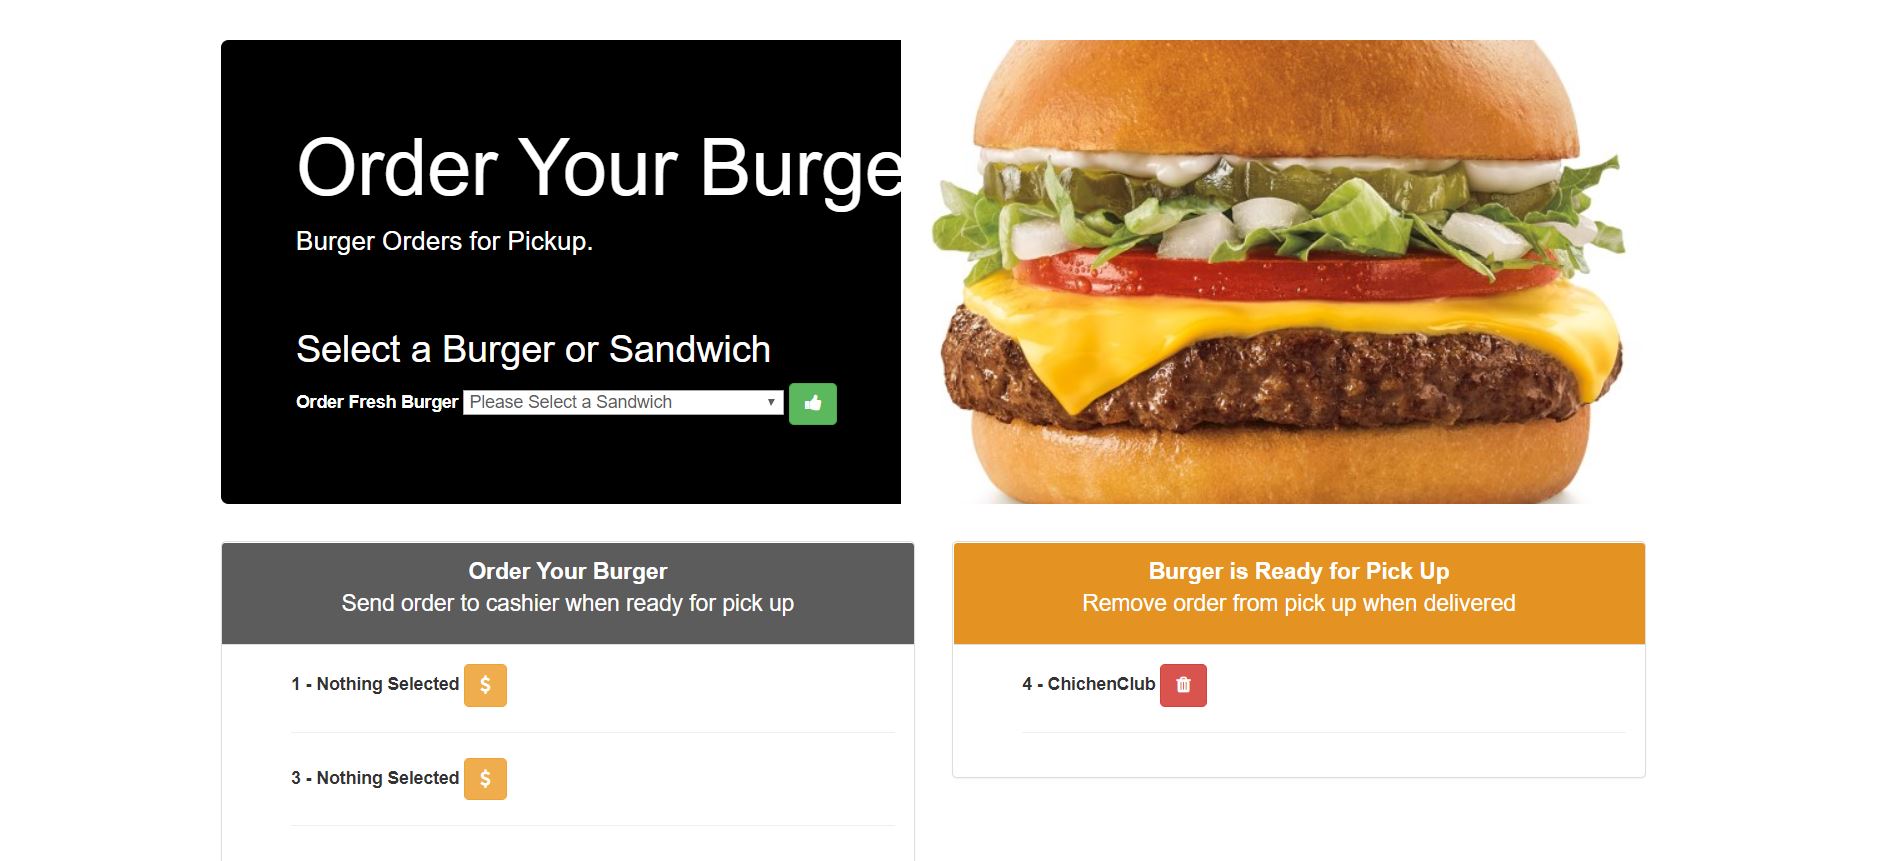 Order Your Burge
Burger Orders for Pickup.
Select a Burger or Sandwich
Order Fresh Burger Please Select a Sandwich
Order Your Burger
Send order to cashier when ready for pick up
1 - Nothing Selected $
3 - Nothing Selected $
Burger is Ready for Pick Up
Remove order from pick up when delivered
4 - ChichenClub